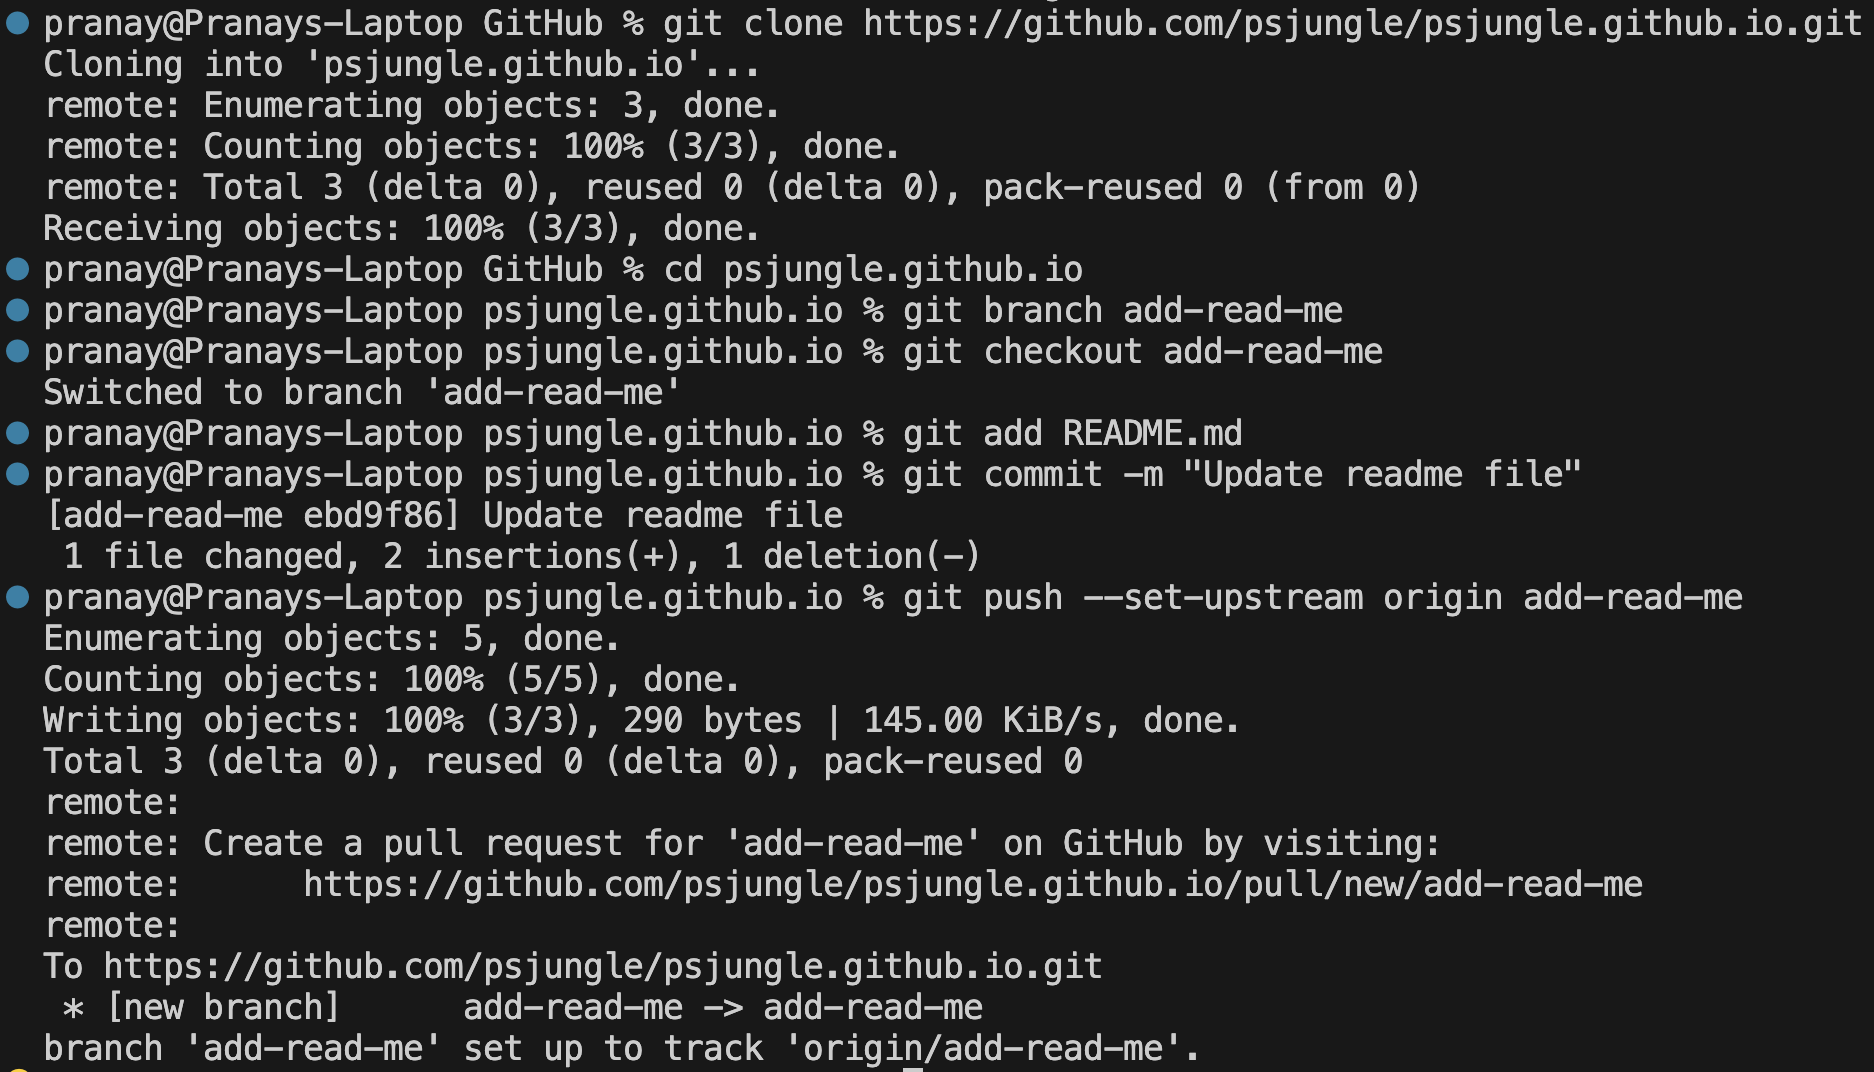 pranay@Pranays-Laptop GitHub % git clone https://github.com/psjungle/psjungle.github.io.git
Cloning into 'psjungle.github.io'...
remote: Enumerating objects: 3, done.
remote: Counting objects: 100% (3/3), done.
remote: Total 3 (delta 0), reused 0 (delta 0), pack-reused 0 (from 0)
Receiving objects: 100% (3/3), done.
pranay@Pranays-Laptop GitHub % cd psjungle.github.io
pranay@Pranays-Laptop psjungle.github.io % git branch add-read-me
pranay@Pranays-Laptop psjungle.github.io % git checkout add-read-me
Switched to branch 'add-read-me'
pranay@Pranays-Laptop psjungle.github.io % git add README.md
pranay@Pranays-Laptop psjungle.github.io % git commit -m "Update readme file"
[add-read-me ebd9f86] Update readme file
 1 file changed, 2 insertions(+), 1 deletion(-)
pranay@Pranays-Laptop psjungle.github.io % git push --set-upstream origin add-read-me
Enumerating objects: 5, done.
Counting objects: 100% (5/5), done.
Writing objects: 100% (3/3), 290 bytes | 145.00 KiB/s, done.
Total 3 (delta 0), reused 0 (delta 0), pack-reused 0
remote:
remote: Create a pull request for 'add-read-me' on GitHub by visiting:
remote:      https://github.com/psjungle/psjungle.github.io/pull/new/add-read-me
remote:
To https://github.com/psjungle/psjungle.github.io.git
 * [new branch]      add-read-me -> add-read-me
branch 'add-read-me' set up to track 'origin/add-read-me'.